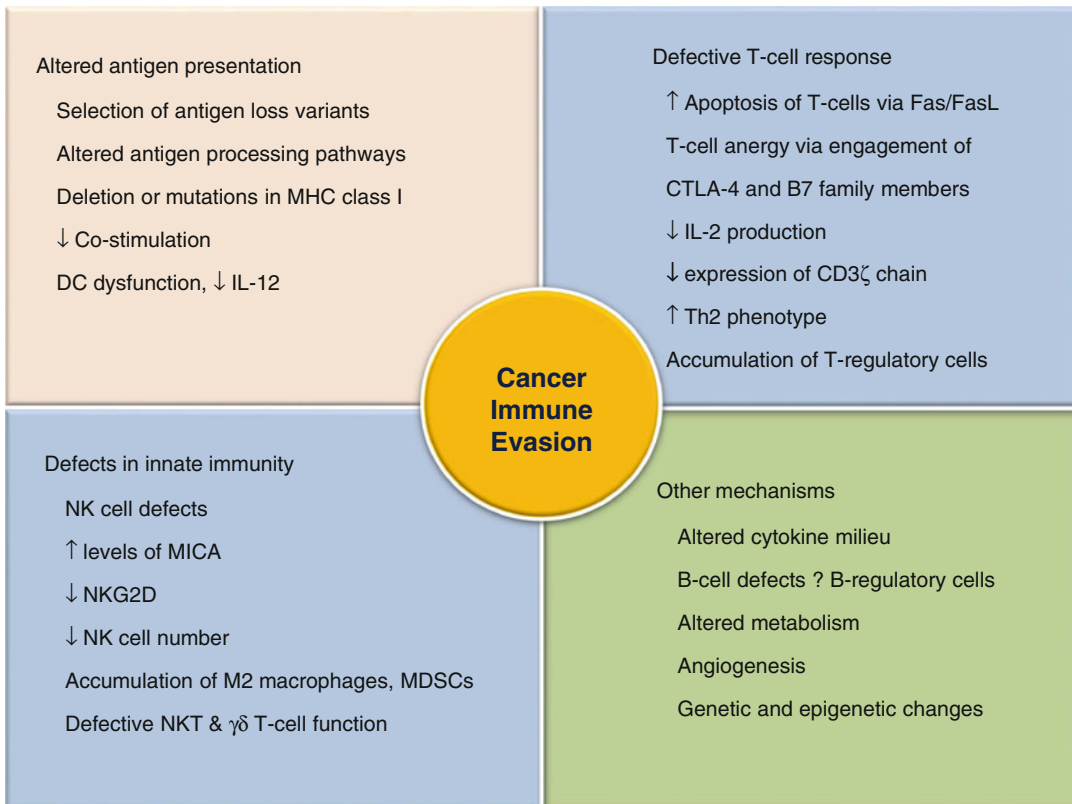 Altered antigen presentation
Selection of antigen loss variants
Altered antigen processing pathways
Deletion or mutations in MHC class I
↓ Co-stimulation
DC dysfunction, ↓ IL-12
Defective T-cell response
↑ Apoptosis of T-cells via Fas/FasL
T-cell anergy via engagement of
CTLA-4 and B7 family members
↓ IL-2 production
↓ expression of CD3ζ chain
↑ Th2 phenotype
Accumulation of T-regulatory cells
Cancer
Immune
Evasion
Defects in innate immunity
NK cell defects
↑ levels of MICA
↓ NKG2D
↓ NK cell number
Accumulation of M2 macrophages, MDSCs
Defective NKT & γδ T-cell function
Other mechanisms
Altered cytokine milieu
B-cell defects ? B-regulatory cells
Altered metabolism
Angiogenesis
Genetic and epigenetic changes